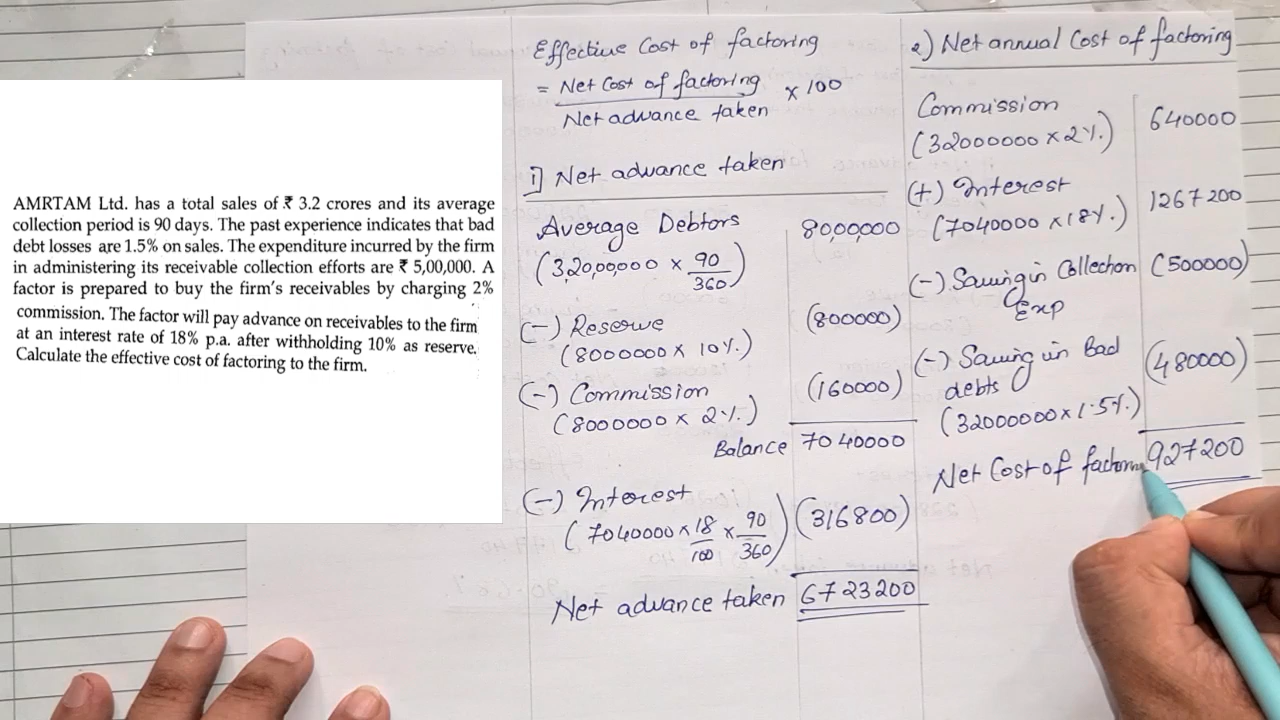 AMRTAM Ltd. has a total sales of ₹ 3.2 crores and its average
collection period is 90 days. The past experience indicates that bad
debt losses are 1.5% on sales. The expenditure incurred by the firm
in administering its receivable collection efforts are ₹ 5,00,000. A
factor is prepared to buy the firm's receivables by charging 2%
commission. The factor will pay advance on receivables to the firm
at an interest rate of 18% p.a. after withholding 10% as reserve.
Calculate the effective cost of factoring to the firm.
Effective Cost of factoring
= Net Cost of factoring / Net advance taken × 100
i] Net advance taken
Average Debtors 80,00,000
(3,20,00,000 × 90/360)
(-) Reserve (800000)
(8000000 × 10%)
(-) Commission (160000)
(8000000 × 2%)
Balance 7040000
(-) Interest (316800)
(7040000 × 18/100 × 90/360)
Net advance taken 6723200
2) Net annual Cost of factoring
Commission 640000
(32000000 × 2%)
(+) Interest 1267200
(7040000 × 18%)
(-) Saving in Collection (500000)
Exp
(-) Saving in Bad (480000)
debts
(32000000 × 1.5%)
Net Cost of factoring 927200